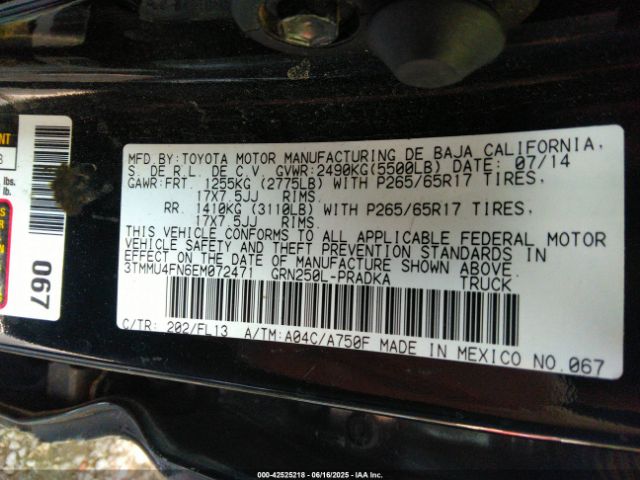 MFD.BY:TOYOTA MOTOR MANUFACTURING DE BAJA CALIFORNIA,
S. DE R.L. DE C.V. GVWR:2490KG(5500LB) DATE: 07/14
GAWR:FRT. 1255KG (2775LB) WITH P265/65R17 TIRES,
17X7.5JJ RIMS.
RR. 1410KG (3110LB) WITH P265/65R17 TIRES,
17X7.5JJ RIMS.
THIS VEHICLE CONFORMS TO ALL APPLICABLE FEDERAL MOTOR
VEHICLE SAFETY AND THEFT PREVENTION STANDARDS IN
EFFECT ON THE DATE OF MANUFACTURE SHOWN ABOVE.
3TMMU4FN6EM072471 GRN250L-PRADKA TRUCK
C/TR: 202/FL13 A/TM:A04C/A750F MADE IN MEXICO NO.067
lbs.
lb.
067
000-42525218 - 06/16/2025 - IAA Inc.